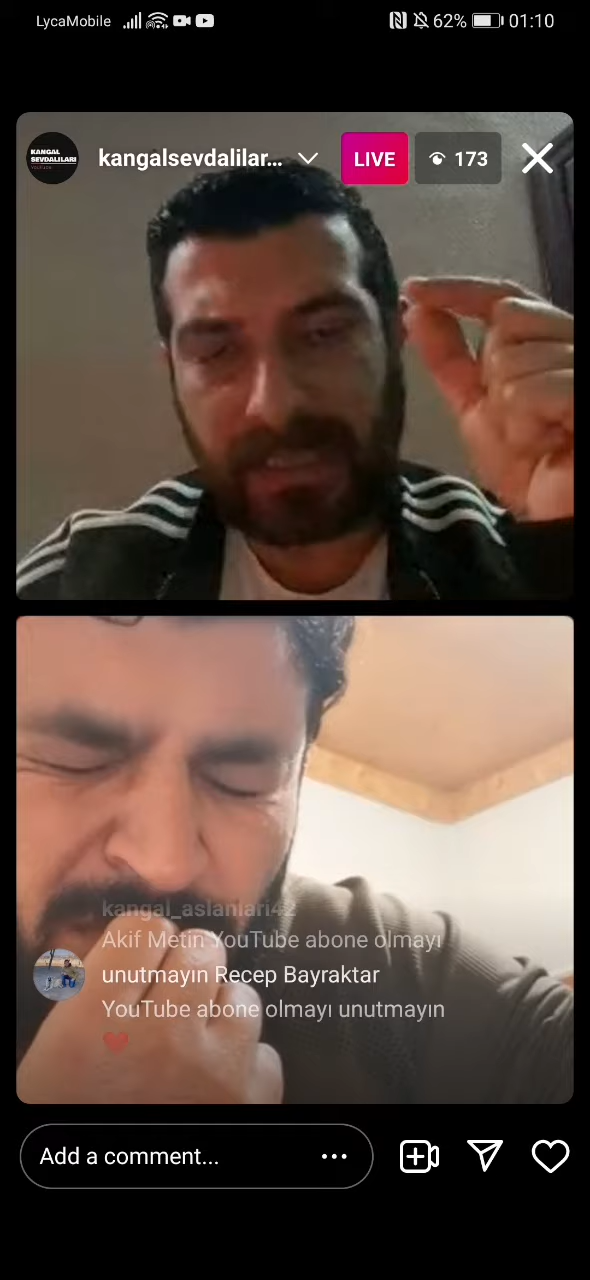 LycaMobile
62% 01:10
KANGAL
SEVDALILARI
kangalsevdalilar...
LIVE
173
kangal_aslanlari42
Akif Metin YouTube abone olmayı
unutmayın Recep Bayraktar
YouTube abone olmayı unutmayın
❤️
Add a comment...